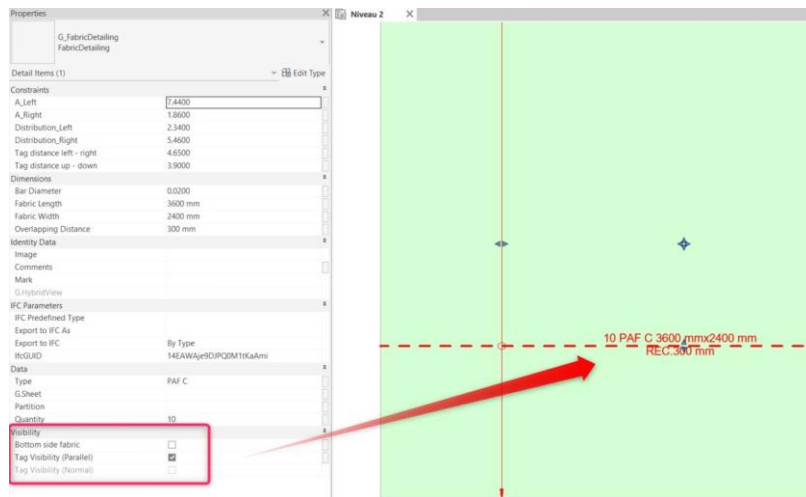 Properties
Niveau 2
G_FabricDetailing
FabricDetailing
Detail Items (1)
Edit Type
Constraints
A_Left 7.4400
A_Right 1.8600
Distribution_Left 2.3400
Distribution_Right 5.4600
Tag distance left - right 4.6500
Tag distance up - down 3.9000
Dimensions
Bar Diameter 0.0200
Fabric Length 3600 mm
Fabric Width 2400 mm
Overlapping Distance 300 mm
Identity Data
Image
Comments
Mark
G.HybridView
IFC Parameters
IFC Predefined Type
Export to IFC As
Export to IFC By Type
IfcGUID 14EAWAje9DJPQ0M1tKaAmi
Data
Type PAF C
G.Sheet
Partition
Quantity 10
Visibility
Bottom side fabric
Tag Visibility (Parallel)
Tag Visibility (Normal)
10 PAF C 3600 mmx2400 mm
REC.300 mm